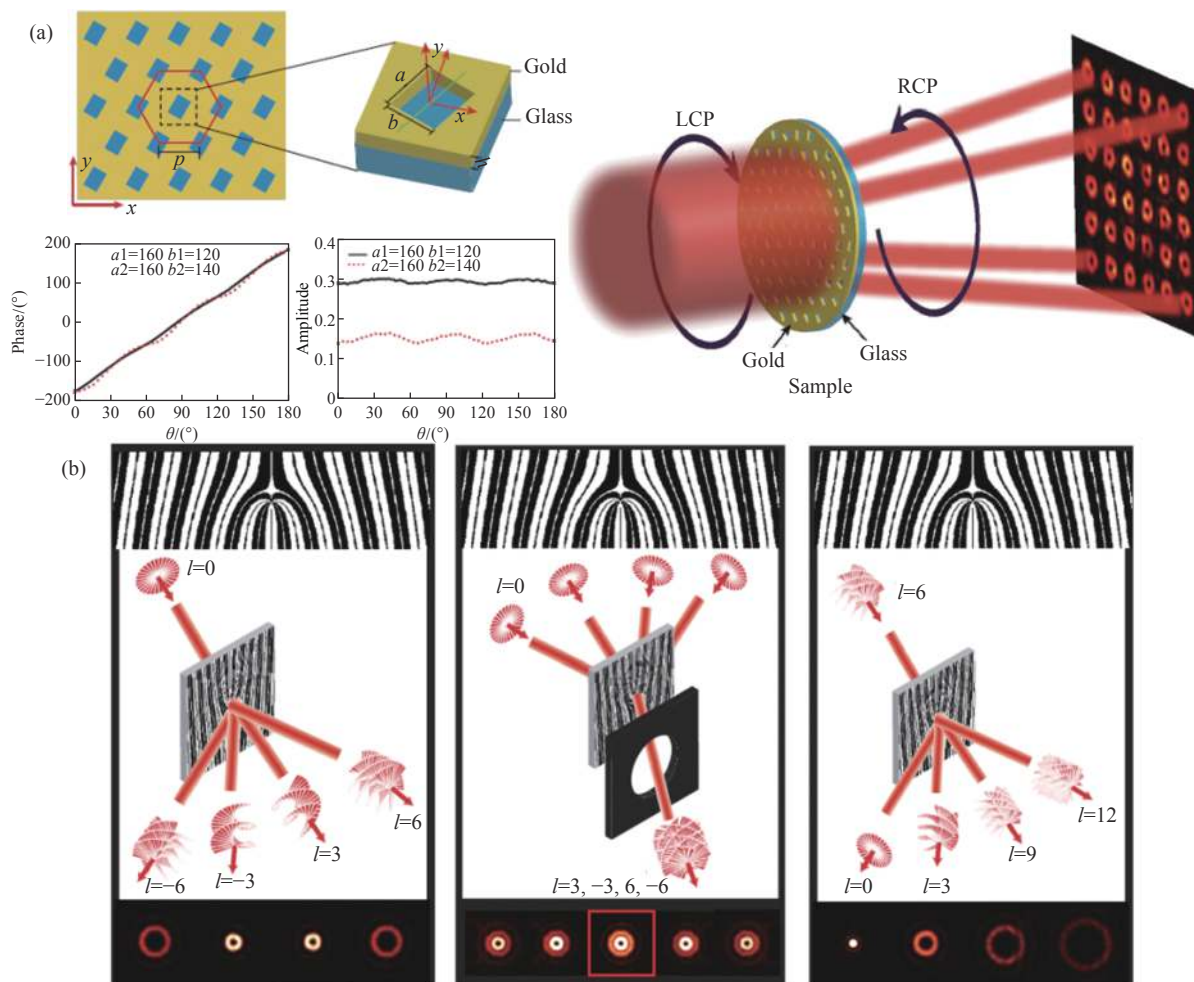 (a)
y
a
b
x
Gold
Glass
p
y
x
LCP
RCP
Gold
Glass
Sample
200
100
0
−100
−200
Phase/(°)
a1=160 b1=120
a2=160 b2=140
0 30 60 90 120 150 180
θ/(°)
0.4
0.3
0.2
0.1
0
Amplitude
a1=160 b1=120
a2=160 b2=140
0 30 60 90 120 150 180
θ/(°)
(b)
l=0
l=−6
l=−3
l=3
l=6
l=0
l=3, −3, 6, −6
l=6
l=0
l=3
l=9
l=12